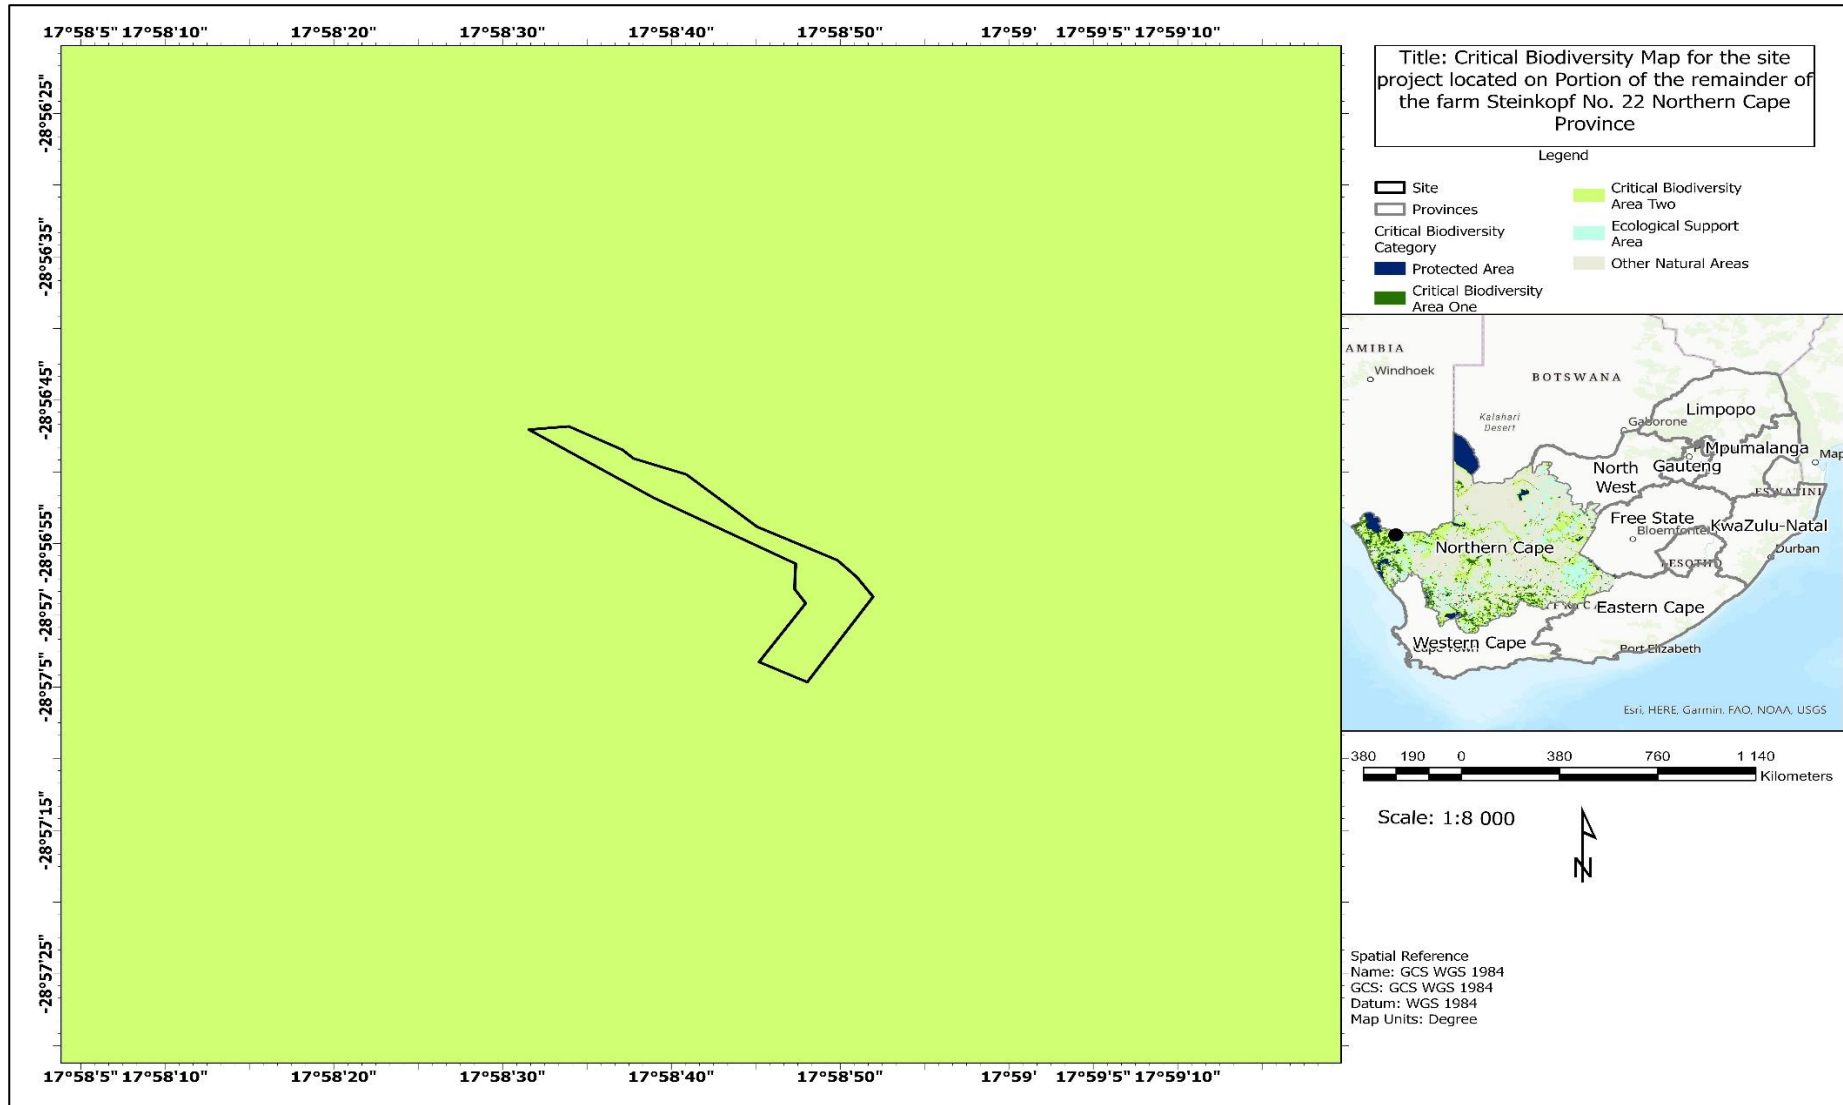 17°58'5" 17°58'10" 17°58'20" 17°58'30" 17°58'40" 17°58'50" 17°59' 17°59'5" 17°59'10"
-28°56'25"
-28°56'35"
-28°56'45"
-28°56'55"
-28°57'
-28°57'5"
-28°57'15"
-28°57'25"
17°58'5" 17°58'10" 17°58'20" 17°58'30" 17°58'40" 17°58'50" 17°59' 17°59'5" 17°59'10"
Title: Critical Biodiversity Map for the site
project located on Portion of the remainder of
the farm Steinkopf No. 22 Northern Cape
Province
Legend
Site
Provinces
Critical Biodiversity
Category
Protected Area
Critical Biodiversity
Area One
Critical Biodiversity
Area Two
Ecological Support
Area
Other Natural Areas
AMIBIA
Windhoek
BOTSWANA
Kalahari
Desert
Gaborone
Limpopo
Mpumalanga
Map
North
West
Gauteng
ESWATINI
Free State
Bloemfontein
KwaZulu-Natal
Durban
ESOTHO
Northern Cape
Eastern Cape
Western Cape
Port Elizabeth
Esri, HERE, Garmin, FAO, NOAA, USGS
380 190 0 380 760 1 140
Kilometers
Scale: 1:8 000
N
Spatial Reference
Name: GCS WGS 1984
GCS: GCS WGS 1984
Datum: WGS 1984
Map Units: Degree